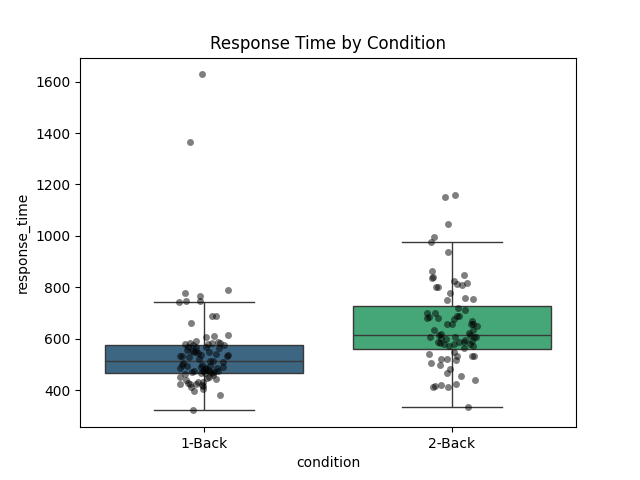 Response Time by Condition
1600
1400
1200
1000
800
600
400
response_time
1-Back
2-Back
condition